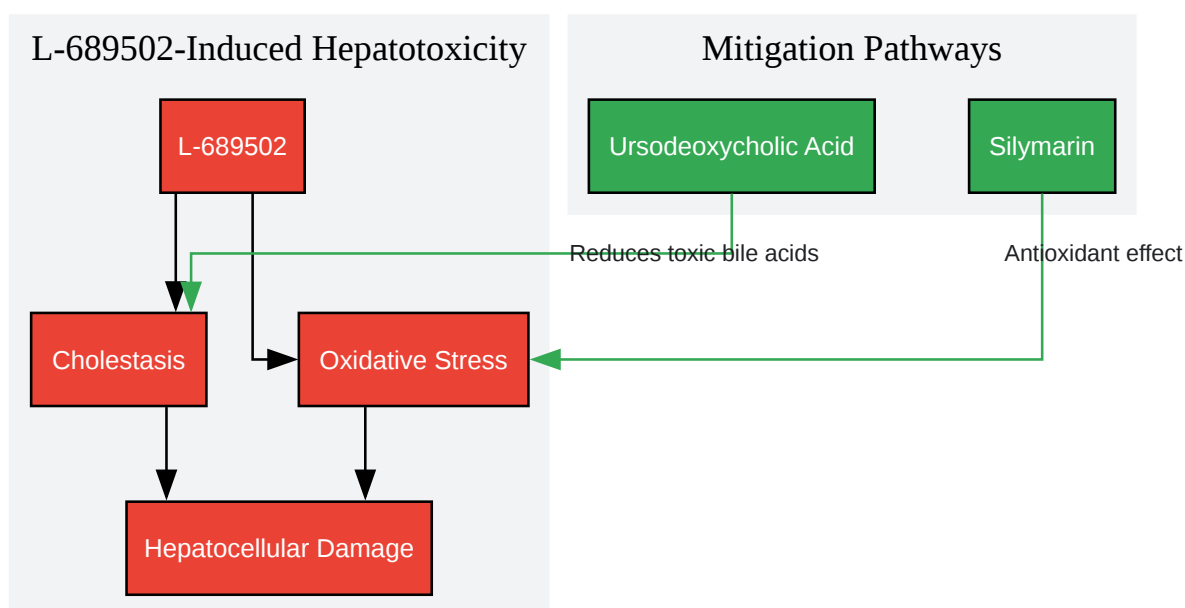 L-689502-Induced Hepatotoxicity
Mitigation Pathways
L-689502
Ursodeoxycholic Acid
Silymarin
Reduces toxic bile acids
Antioxidant effect
Cholestasis
Oxidative Stress
Hepatocellular Damage